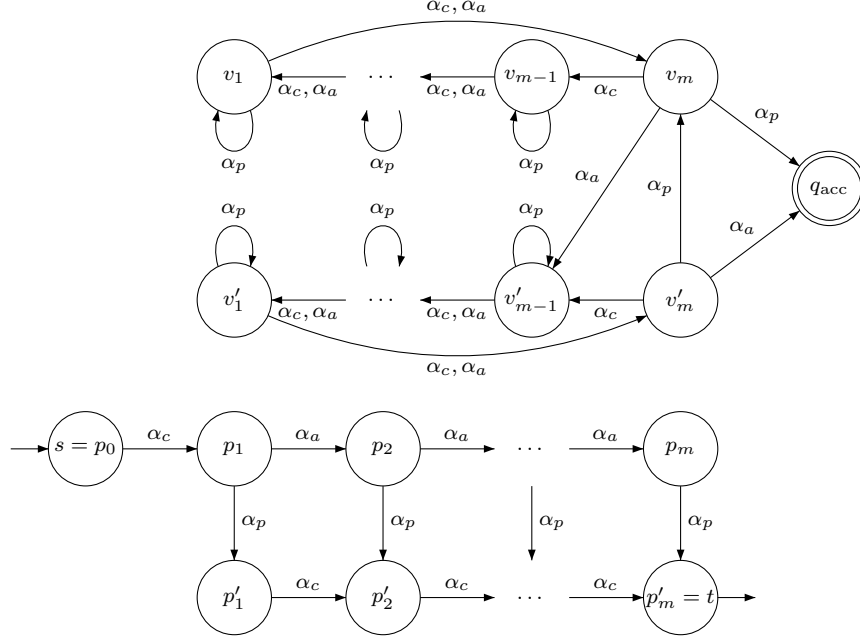 α_c, α_a
v_1 α_c, α_a ⋯ α_c, α_a v_{m−1} α_c v_m
α_p α_p α_p α_p
α_a α_p q_acc
α_p α_p α_p α_a
v′_1 α_c, α_a ⋯ α_c, α_a v′_{m−1} α_c v′_m
α_c, α_a
s = p_0 α_c p_1 α_a p_2 α_a ⋯ α_a p_m
α_p α_p α_p α_p
p′_1 α_c p′_2 α_c ⋯ α_c p′_m = t